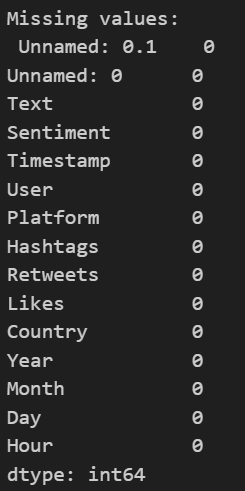 Missing values:
Unnamed: 0.1    0
Unnamed: 0      0
Text            0
Sentiment       0
Timestamp       0
User            0
Platform        0
Hashtags        0
Retweets        0
Likes           0
Country         0
Year            0
Month           0
Day             0
Hour            0
dtype: int64